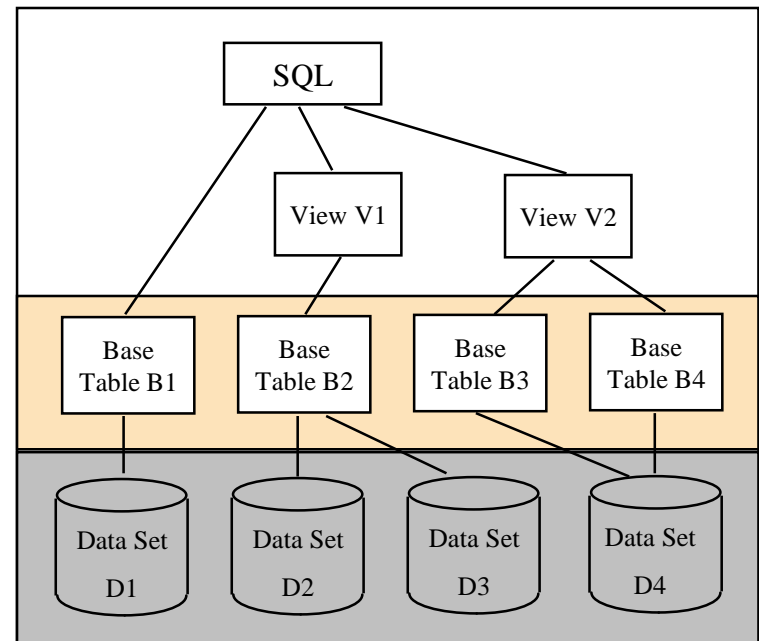 SQL
View V1
View V2
Base
Table B1
Base
Table B2
Base
Table B3
Base
Table B4
Data Set
D1
Data Set
D2
Data Set
D3
Data Set
D4